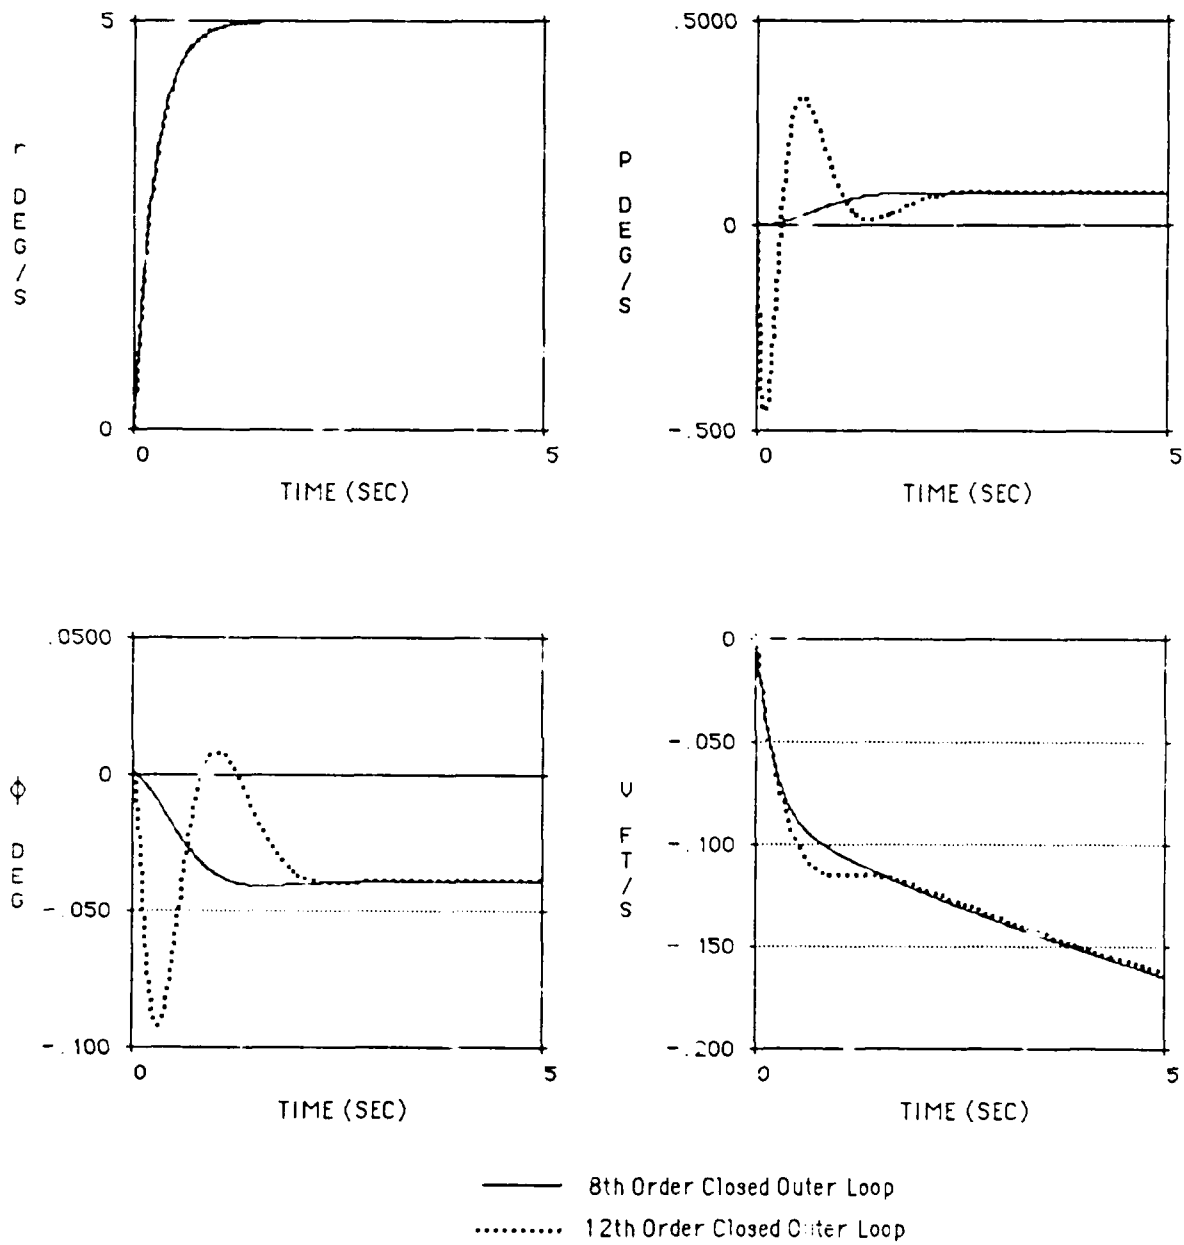 r DEG/S
5
0
0 5
TIME (SEC)
P DEG/S
.5000
0
-.500
0 5
TIME (SEC)
ϕ DEG
.0500
0
-.050
-.100
0 5
TIME (SEC)
V FT/S
0
-.050
-.100
-.150
-.200
0 5
TIME (SEC)
8th Order Closed Outer Loop
12th Order Closed Outer Loop